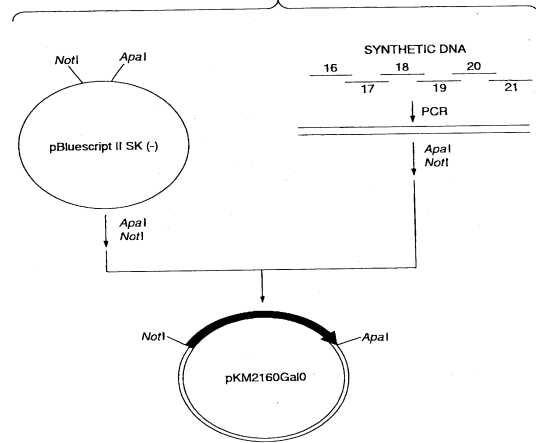 SYNTHETIC DNA
NotI ApaI
16 18 20
17 19 21
PCR
pBluescript II SK (-)
ApaI
NotI
ApaI
NotI
NotI ApaI
pKM2160Gal0